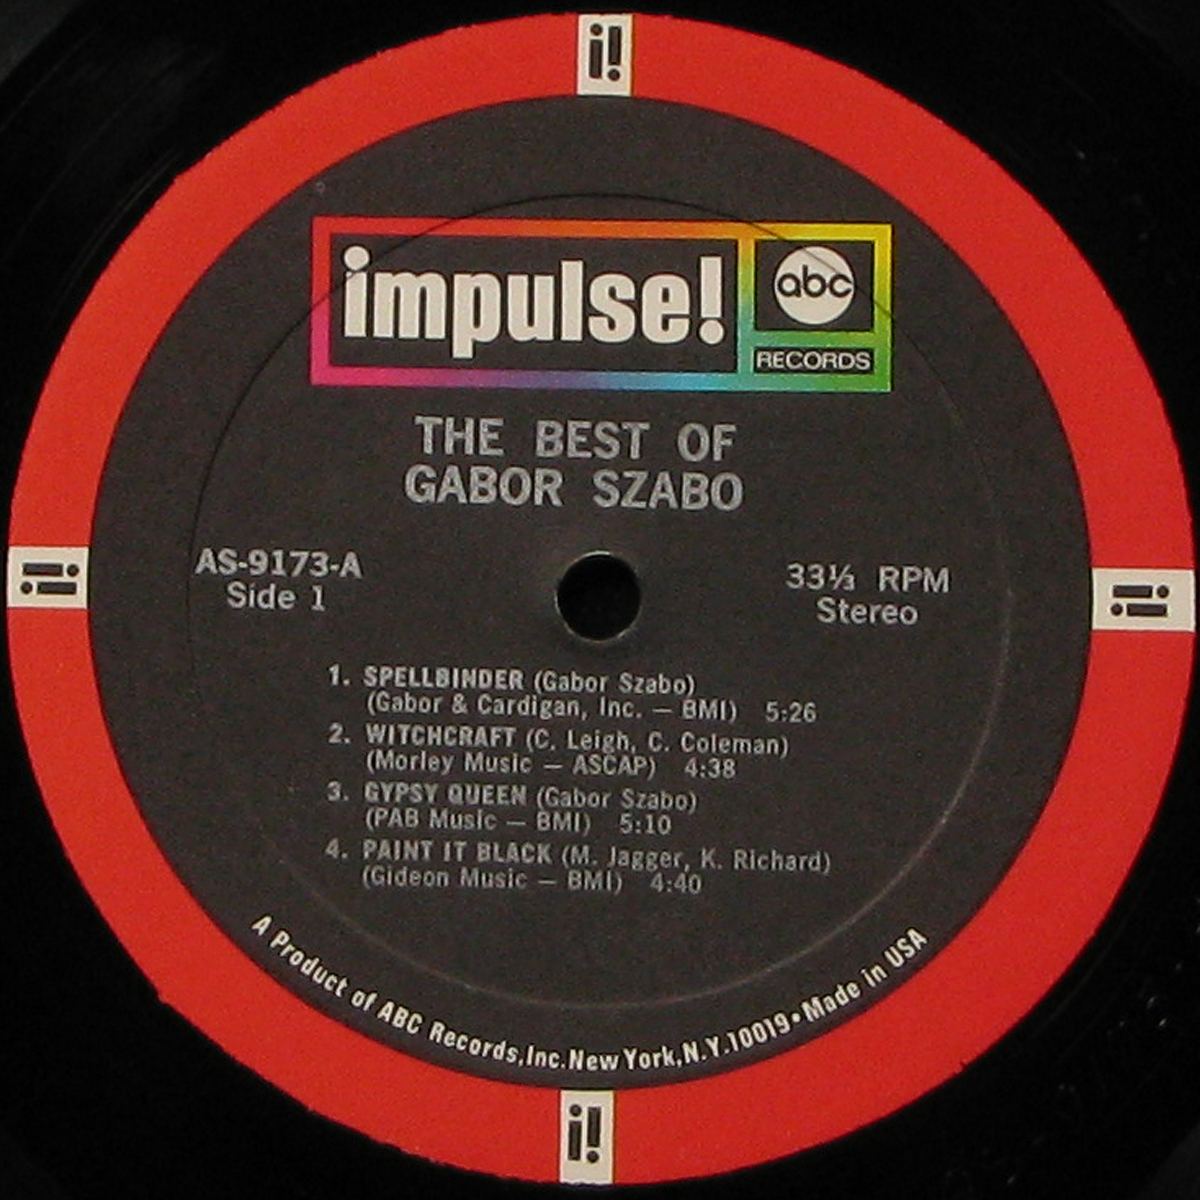 i!
impulse! abc
RECORDS
THE BEST OF
GABOR SZABO
AS-9173-A
Side 1
33⅓ RPM
Stereo
i!
i!
1. SPELLBINDER (Gabor Szabo)
(Gabor & Cardigan, Inc. — BMI) 5:26
2. WITCHCRAFT (C. Leigh, C. Coleman)
(Morley Music — ASCAP) 4:38
3. GYPSY QUEEN (Gabor Szabo)
(PAB Music — BMI) 5:10
4. PAINT IT BLACK (M. Jagger, K. Richard)
(Gideon Music — BMI) 4:40
A Product of ABC Records, Inc. New York, N.Y. 10019 • Made in USA
i!